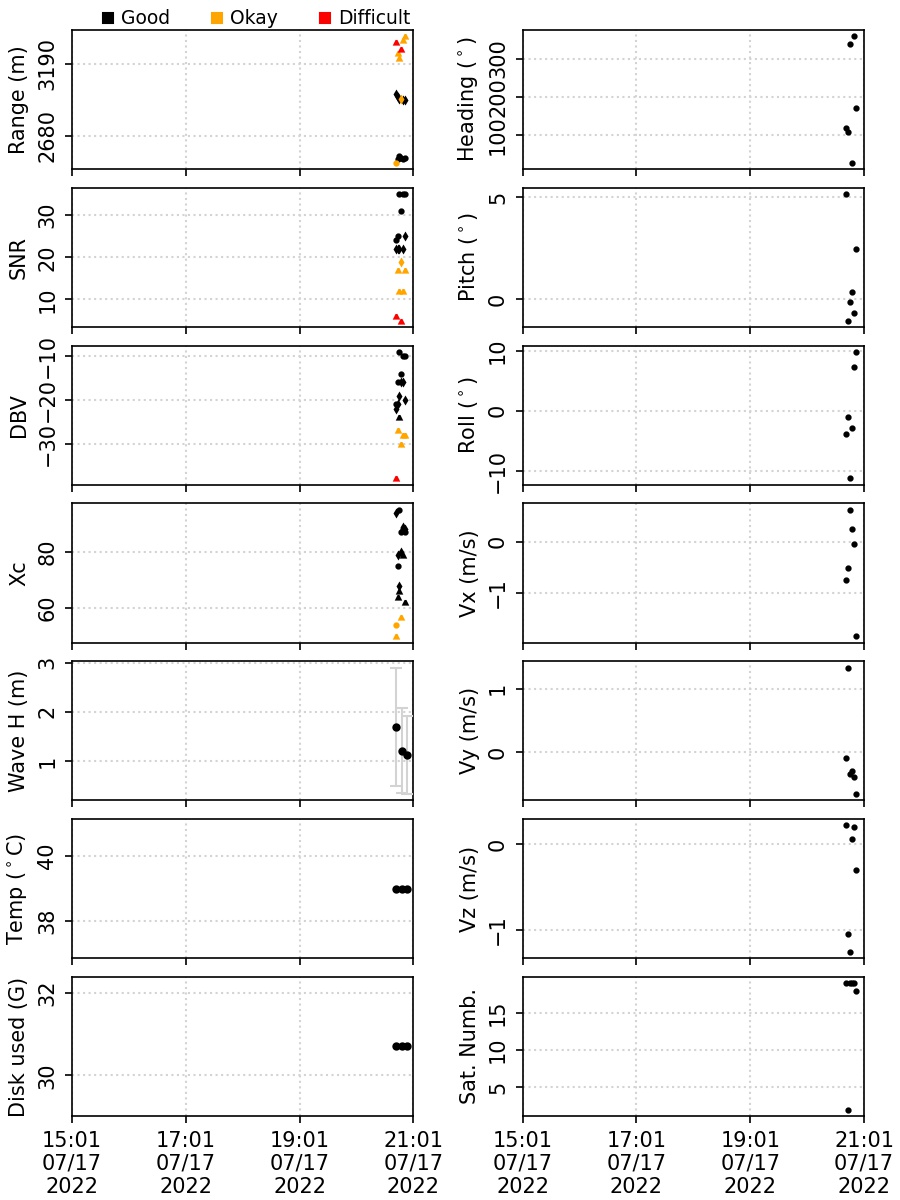 Good Okay Difficult
Range (m)
3190
2680
Heading (°)
300
200
100
SNR
30
20
10
Pitch (°)
5
0
DBV
−10
−20
−30
Roll (°)
10
0
−10
Xc
80
60
Vx (m/s)
0
−1
Wave H (m)
3
2
1
Vy (m/s)
1
0
Temp (°C)
40
38
Vz (m/s)
0
−1
Disk used (G)
32
30
Sat. Numb.
15
10
5
15:01 17:01 19:01 21:01 15:01 17:01 19:01 21:01
07/17 07/17 07/17 07/17 07/17 07/17 07/17 07/17
2022 2022 2022 2022 2022 2022 2022 2022